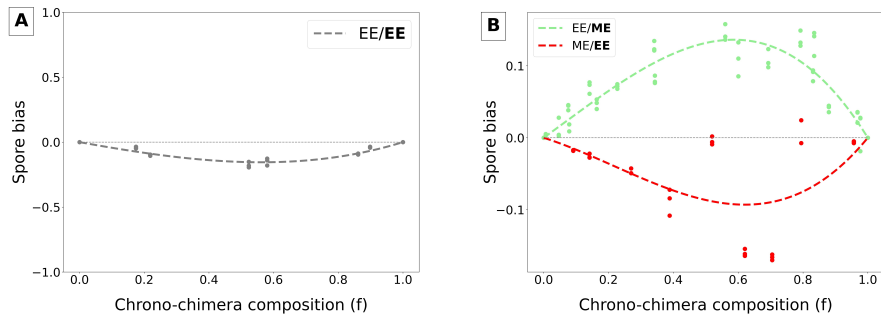 A
Spore bias
1.0
0.5
0.0
−0.5
−1.0
EE/EE
0.0 0.2 0.4 0.6 0.8 1.0
Chrono-chimera composition (f)
B
Spore bias
0.1
0.0
−0.1
EE/ME
ME/EE
0.0 0.2 0.4 0.6 0.8 1.0
Chrono-chimera composition (f)